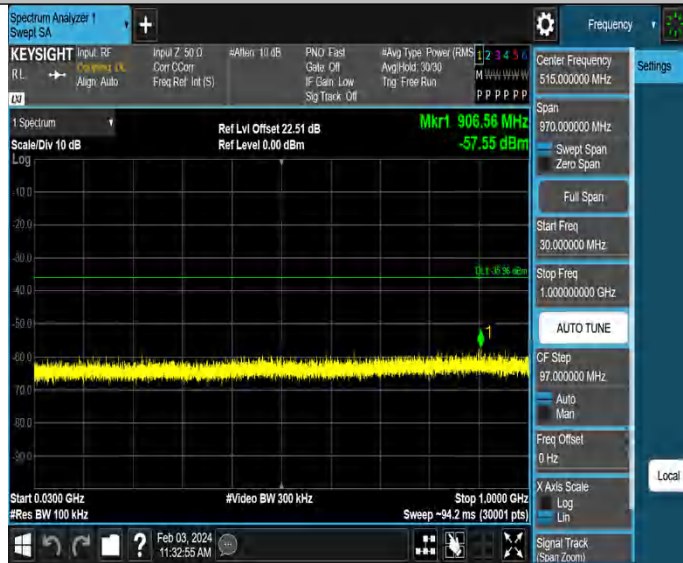 Spectrum Analyzer 1
Swept SA
+
Frequency
KEYSIGHT
Input: RF
Input Z: 50 Ω
#Atten: 10 dB
PNO: Fast
#Avg Type: Power (RMS
1 2 3 4 5 6
RL
Coupling: DC
Corr CCorr
Gate: Off
Avg|Hold: 30/30
M W W W W W
Align: Auto
Freq Ref: Int (S)
IF Gain: Low
Trig: Free Run
Sig Track: Off
P P P P P P
Settings
1 Spectrum
Scale/Div 10 dB
Ref Lvl Offset 22.51 dB
Ref Level 0.00 dBm
Mkr1 906.56 MHz
-57.55 dBm
Log
-10.0
-20.0
-30.0
-40.0
-50.0
-60.0
-70.0
-80.0
-90.0
1
Start 0.0300 GHz
#Video BW 300 kHz
Stop 1.0000 GHz
#Res BW 100 kHz
Sweep ~94.2 ms (30001 pts)
Center Frequency
515.000000 MHz
Span
970.000000 MHz
Swept Span
Zero Span
Full Span
Start Freq
30.000000 MHz
Stop Freq
1.000000000 GHz
AUTO TUNE
CF Step
97.000000 MHz
Auto
Man
Freq Offset
0 Hz
X Axis Scale
Log
Lin
Signal Track
(Span Zoom)
Local
?
Feb 03, 2024
11:32:55 AM